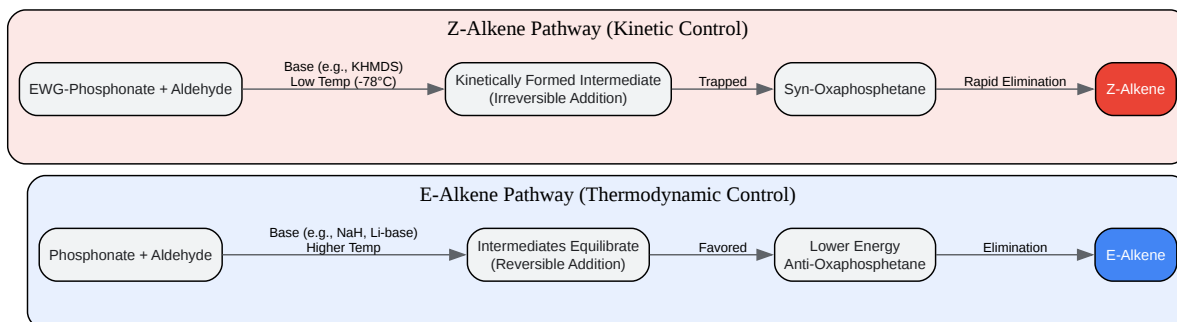 Z-Alkene Pathway (Kinetic Control)
EWG-Phosphonate + Aldehyde
Base (e.g., KHMDS)
Low Temp (-78°C)
Kinetically Formed Intermediate
(Irreversible Addition)
Trapped
Syn-Oxaphosphetane
Rapid Elimination
Z-Alkene
E-Alkene Pathway (Thermodynamic Control)
Phosphonate + Aldehyde
Base (e.g., NaH, Li-base)
Higher Temp
Intermediates Equilibrate
(Reversible Addition)
Favored
Lower Energy
Anti-Oxaphosphetane
Elimination
E-Alkene